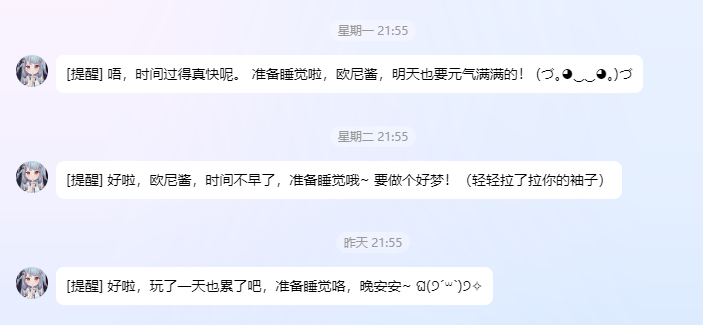 星期一 21:55
[提醒] 唔，时间过得真快呢。 准备睡觉啦，欧尼酱，明天也要元气满满的！ (づ｡◕‿‿◕｡)づ
星期二 21:55
[提醒] 好啦，欧尼酱，时间不早了，准备睡觉哦~ 要做个好梦！（轻轻拉了拉你的袖子）
昨天 21:55
[提醒] 好啦，玩了一天也累了吧，准备睡觉咯，晚安安~ ฅ(੭´꒳`)੭✧